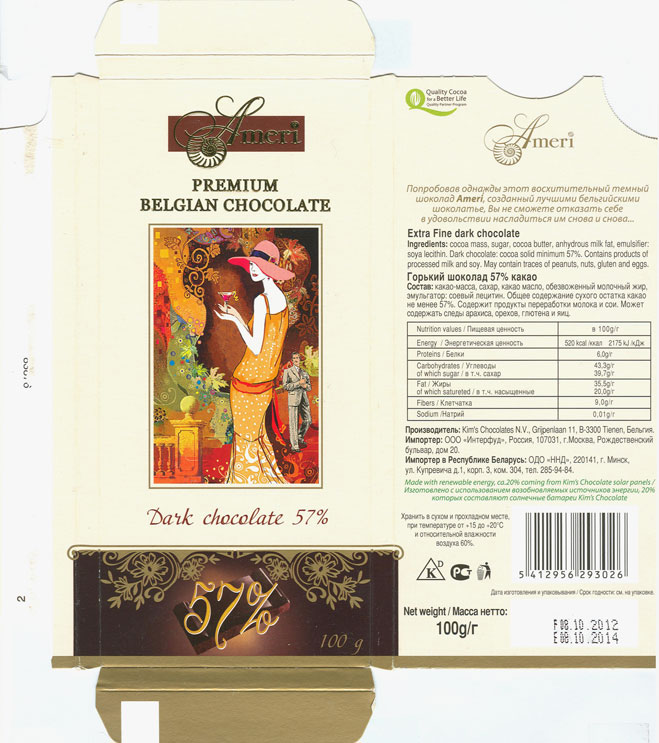 Ameri
PREMIUM
BELGIAN CHOCOLATE
Dark chocolate 57%
57%
100 g
2
Quality Cocoa
for a Better Life
Quality Partner Program
Ameri
Попробовав однажды этот восхитительный темный
шоколад Ameri, созданный лучшими бельгийскими
шоколатье, Вы не сможете отказать себе
в удовольствии насладиться им снова и снова...
Extra Fine dark chocolate
Ingredients: cocoa mass, sugar, cocoa butter, anhydrous milk fat, emulsifier:
soya lecithin. Dark chocolate: cocoa solid minimum 57%. Contains products of
processed milk and soy. May contain traces of peanuts, nuts, gluten and eggs.
Горький шоколад 57% какао
Состав: какао-масса, сахар, какао масло, обезвоженный молочный жир,
эмульгатор: соевый лецитин. Общее содержание сухого остатка какао
не менее 57%. Содержит продукты переработки молока и сои. Может
содержать следы арахиса, орехов, глютена и яиц.
Nutrition values / Пищевая ценность в 100g/г
Energy / Энергетическая ценность 520 kcal /ккал 2175 kJ /кДж
Proteins / Белки 6,0g/г
Carbohydrates / Углеводы 43,3g/г
of which sugar / в т.ч. сахар 39,7g/г
Fat / Жиры 35,5g/г
of which satureted / в т.ч. насыщенные 20,0g/г
Fibers / Клетчатка 9,0g/г
Sodium /Натрий 0,01g/г
Производитель: Kim's Chocolates N.V., Grijpenlaan 11, B-3300 Tienen, Бельгия.
Импортер: ООО «Интерфуд», Россия, 107031, г.Москва, Рождественский
бульвар, дом 20.
Импортер в Республике Беларусь: ОДО «ННД», 220141, г. Минск,
ул. Купревича д.1, корп. 3, ком. 304, тел. 285-94-84.
Made with renewable energy, ca.20% coming from Kim's Chocolate solar panels /
Изготовлено с использованием возобновляемых источников энергии, 20%
которых составляют солнечные батареи Kim's Chocolate
Хранить в сухом и прохладном месте,
при температуре от +15 до +20°C
и относительной влажности
воздуха 60%.
K D
5 412956 293026
Дата изготовления и упаковывания / Срок годности: см. на упаковке.
Net weight / Масса нетто:
100g/г
F 08.10.2012
E 08.10.2014